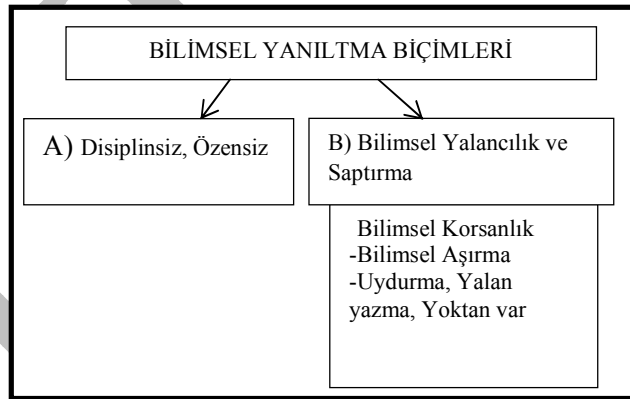 BİLİMSEL YANILTMA BİÇİMLERİ
A) Disiplinsiz, Özensiz
B) Bilimsel Yalancılık ve
Saptırma
Bilimsel Korsanlık
-Bilimsel Aşırma
-Uydurma, Yalan
yazma, Yoktan var